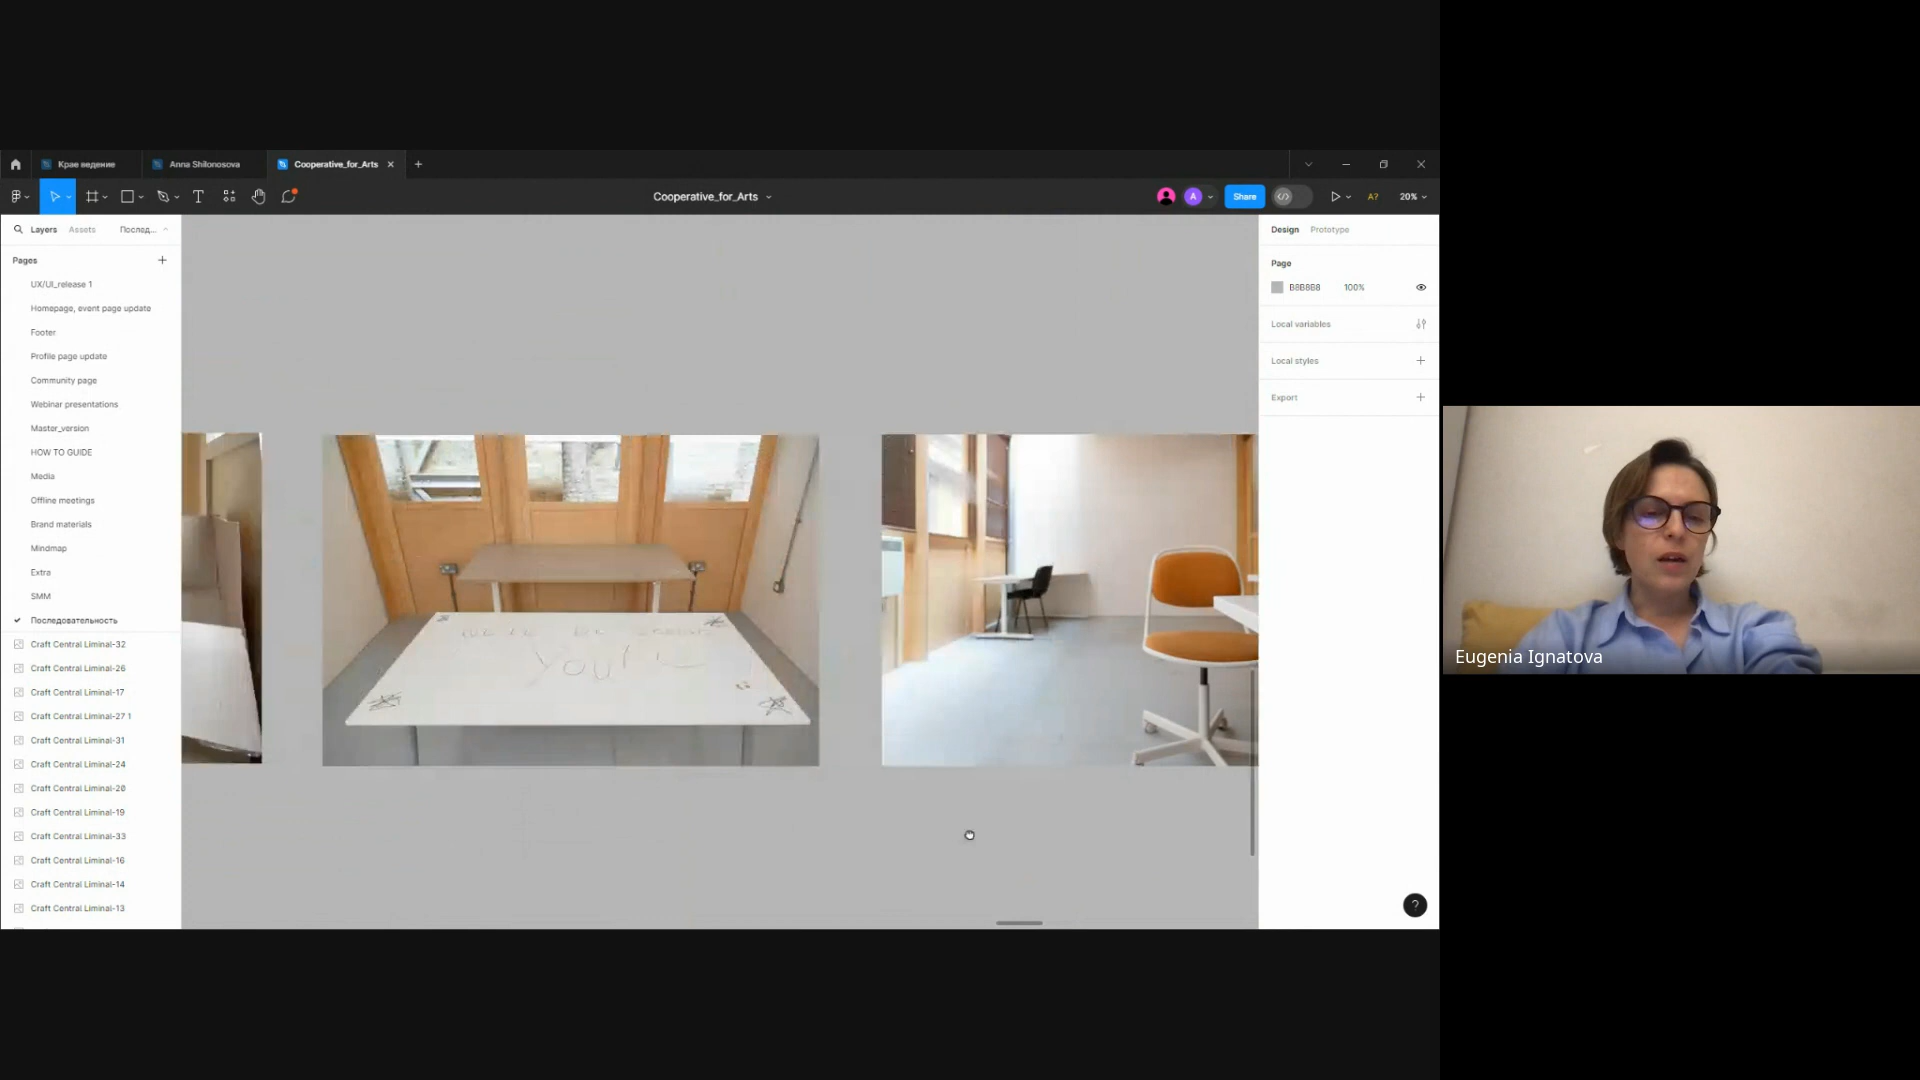 Крае ведение
Anna Shilonosova
Cooperative_for_Arts
Cooperative_for_Arts
A
Share
A?
20%
Layers
Assets
Послед...
Pages
UX/UI_release 1
Homepage, event page update
Footer
Profile page update
Community page
Webinar presentations
Master_version
HOW TO GUIDE
Media
Offline meetings
Brand materials
Mindmap
Extra
SMM
Последовательность
Craft Central Liminal-32
Craft Central Liminal-26
Craft Central Liminal-17
Craft Central Liminal-27 1
Craft Central Liminal-31
Craft Central Liminal-24
Craft Central Liminal-20
Craft Central Liminal-19
Craft Central Liminal-33
Craft Central Liminal-16
Craft Central Liminal-14
Craft Central Liminal-13
YOU!
Design
Prototype
Page
B8B8B8
100%
Local variables
Local styles
Export
?
Eugenia Ignatova